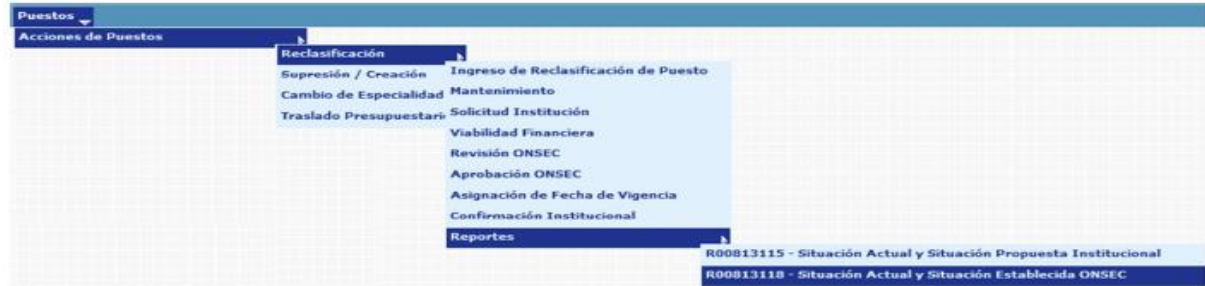 Puestos
Acciones de Puestos
Reclasificación
Supresión / Creación
Cambio de Especialidad
Traslado Presupuestari
Ingreso de Reclasificación de Puesto
Mantenimiento
Solicitud Institución
Viabilidad Financiera
Revisión ONSEC
Aprobación ONSEC
Asignación de Fecha de Vigencia
Confirmación Institucional
Reportes
R00813115 - Situación Actual y Situación Propuesta Institucional
R00813118 - Situación Actual y Situación Establecida ONSEC